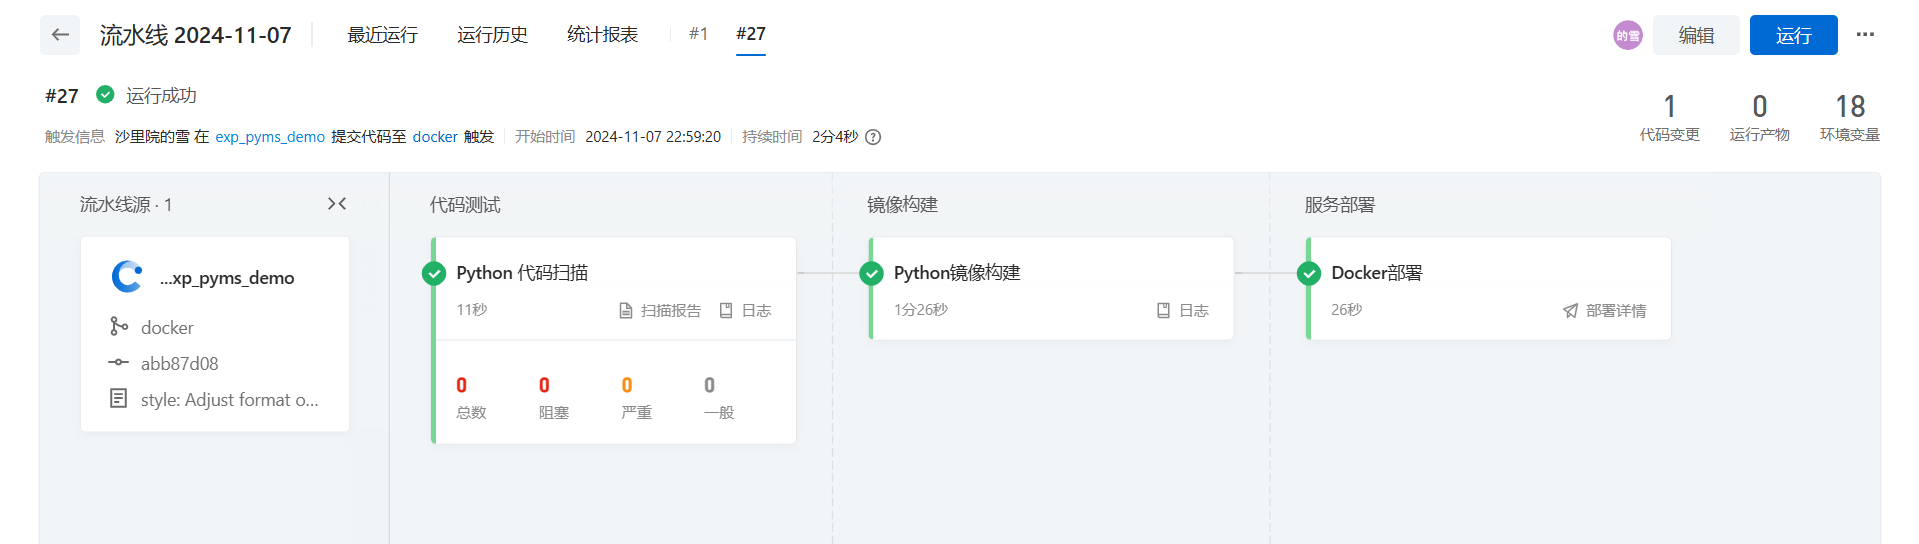 流水线 2024-11-07 最近运行 运行历史 统计报表 #1 #27 的雪 编辑 运行
#27 运行成功
触发信息 沙里院的雪 在 exp_pyms_demo 提交代码至 docker 触发 开始时间 2024-11-07 22:59:20 持续时间 2分4秒
1 代码变更
0 运行产物
18 环境变量
流水线源 · 1
...xp_pyms_demo
docker
abb87d08
style: Adjust format o...
代码测试
Python 代码扫描
11秒 扫描报告 日志
0 0 0 0
总数 阻塞 严重 一般
镜像构建
Python镜像构建
1分26秒 日志
服务部署
Docker部署
26秒 部署详情